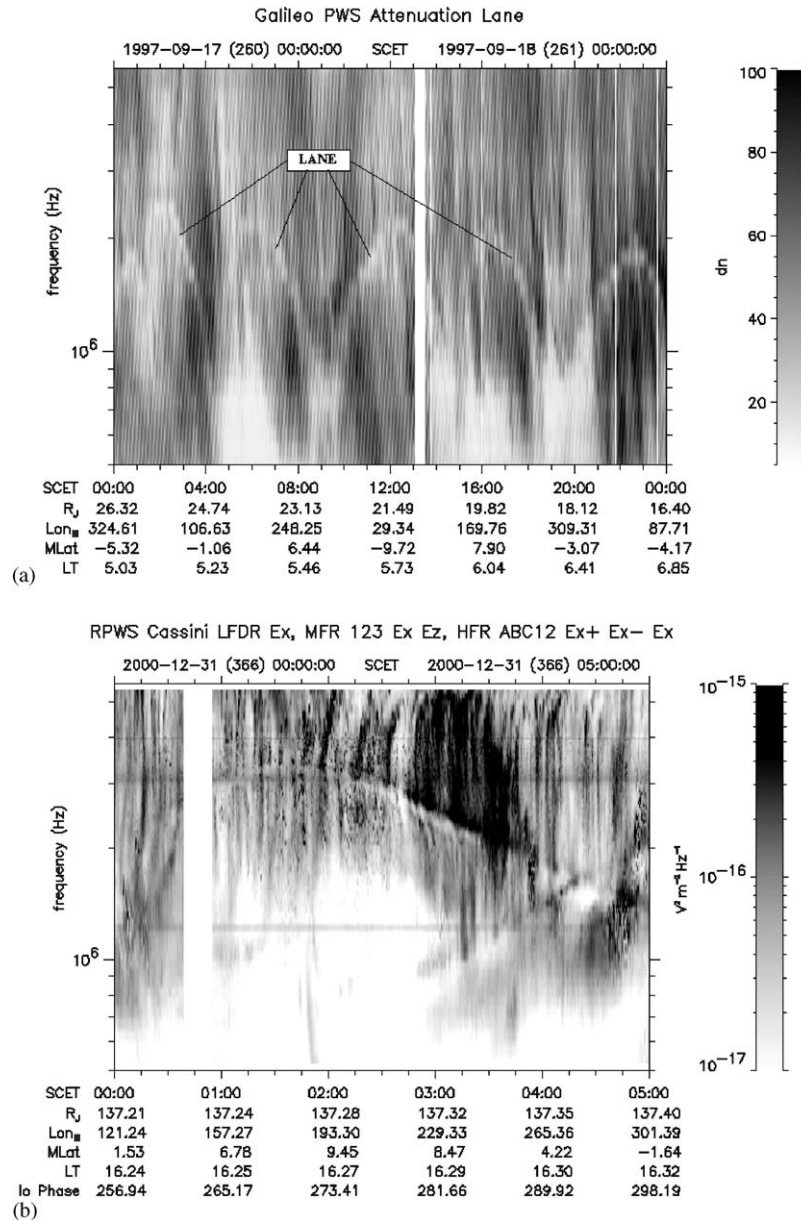 Galileo PWS Attenuation Lane
1997-09-17 (260) 00:00:00 SCET 1997-09-18 (261) 00:00:00
LANE
frequency (Hz)
10⁶
100
80
60
40
20
dn
SCET 00:00 04:00 08:00 12:00 16:00 20:00 00:00
R_J 26.32 24.74 23.13 21.49 19.82 18.12 16.40
Lon_III 324.61 106.63 248.25 29.34 169.76 309.31 87.71
MLat −5.32 −1.06 6.44 −9.72 7.90 −3.07 −4.17
LT 5.03 5.23 5.46 5.73 6.04 6.41 6.85
(a)
RPWS Cassini LFDR Ex, MFR 123 Ex Ez, HFR ABC12 Ex+ Ex− Ex
2000-12-31 (366) 00:00:00 SCET 2000-12-31 (366) 05:00:00
frequency (Hz)
10⁶
10⁻¹⁵
10⁻¹⁶
10⁻¹⁷
V² m⁻² Hz⁻¹
SCET 00:00 01:00 02:00 03:00 04:00 05:00
R_J 137.21 137.24 137.28 137.32 137.35 137.40
Lon_III 121.24 157.27 193.30 229.33 265.36 301.39
MLat 1.53 6.78 9.45 8.47 4.22 −1.64
LT 16.24 16.25 16.27 16.29 16.30 16.32
Io Phase 256.94 265.17 273.41 281.66 289.92 298.19
(b)